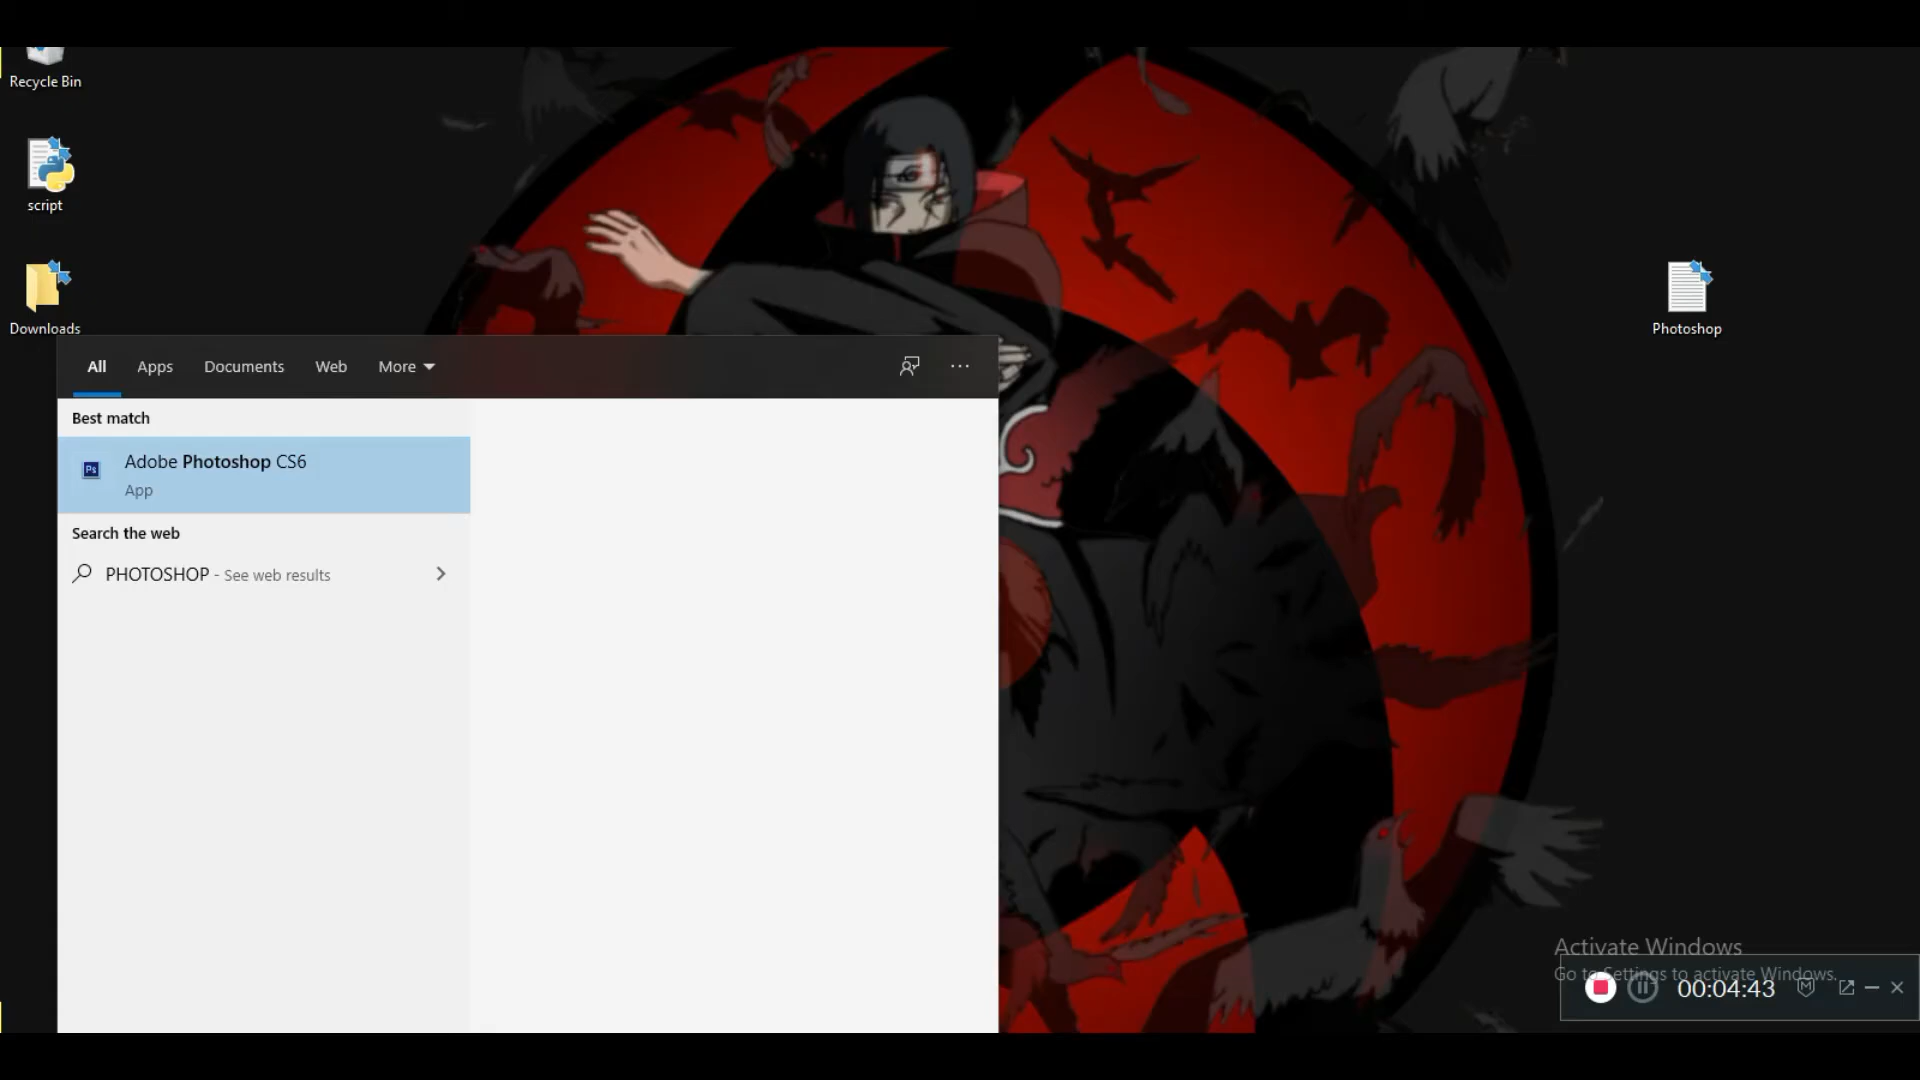 Recycle Bin
script
Downloads
Photoshop
All
Apps
Documents
Web
More
Best match
Ps
Adobe Photoshop CS6
App
Search the web
PHOTOSHOP - See web results
Activate Windows
Go to Settings to activate Windows.
00:04:43